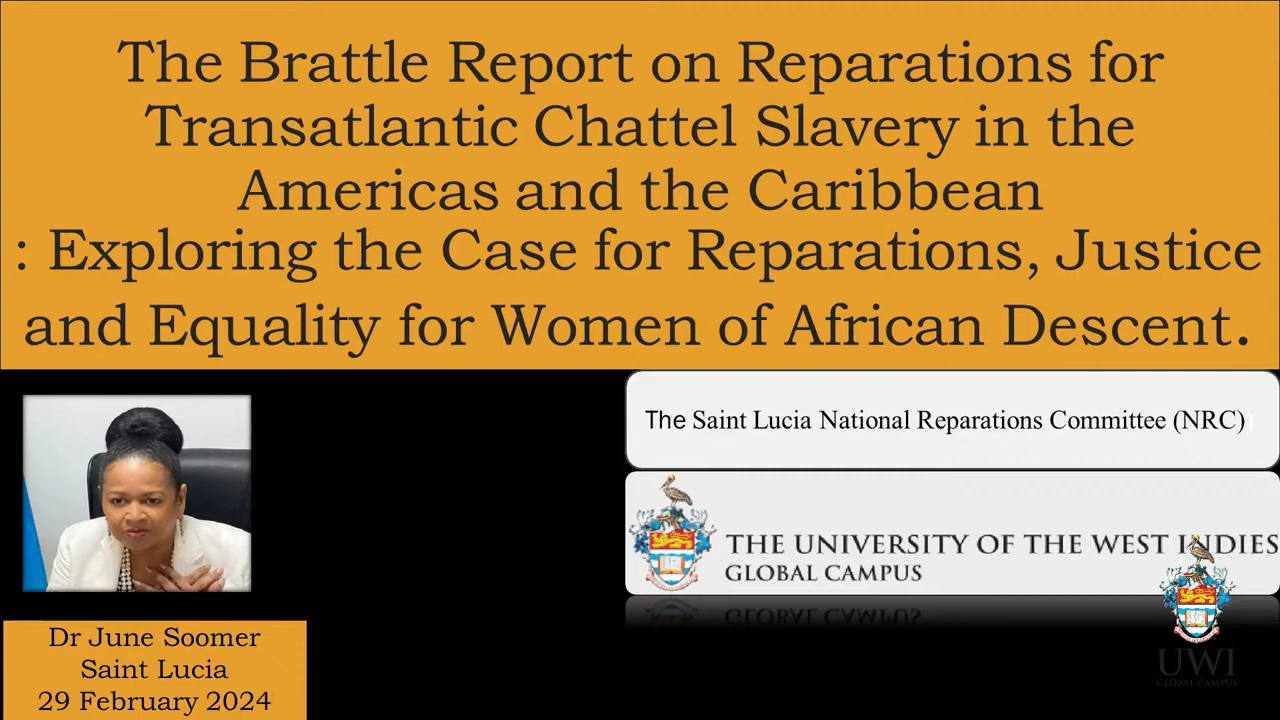 The Brattle Report on Reparations for
Transatlantic Chattel Slavery in the
Americas and the Caribbean
: Exploring the Case for Reparations, Justice
and Equality for Women of African Descent.
The Saint Lucia National Reparations Committee (NRC)
THE UNIVERSITY OF THE WEST INDIES
GLOBAL CAMPUS
UWI
GLOBAL CAMPUS
Dr June Soomer
Saint Lucia
29 February 2024